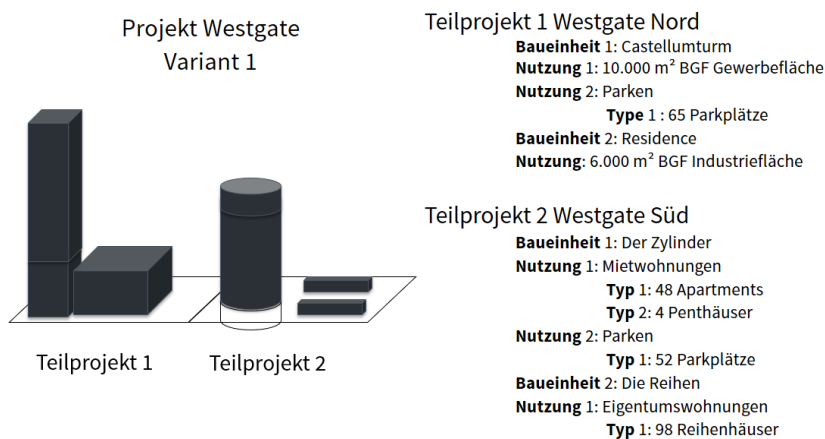 Projekt Westgate
Variant 1
Teilprojekt 1
Teilprojekt 2
Teilprojekt 1 Westgate Nord
Baueinheit 1: Castellumturm
Nutzung 1: 10.000 m² BGF Gewerbefläche
Nutzung 2: Parken
Type 1 : 65 Parkplätze
Baueinheit 2: Residence
Nutzung: 6.000 m² BGF Industriefläche
Teilprojekt 2 Westgate Süd
Baueinheit 1: Der Zylinder
Nutzung 1: Mietwohnungen
Typ 1: 48 Apartments
Typ 2: 4 Penthäuser
Nutzung 2: Parken
Typ 1: 52 Parkplätze
Baueinheit 2: Die Reihen
Nutzung 1: Eigentumswohnungen
Typ 1: 98 Reihenhäuser